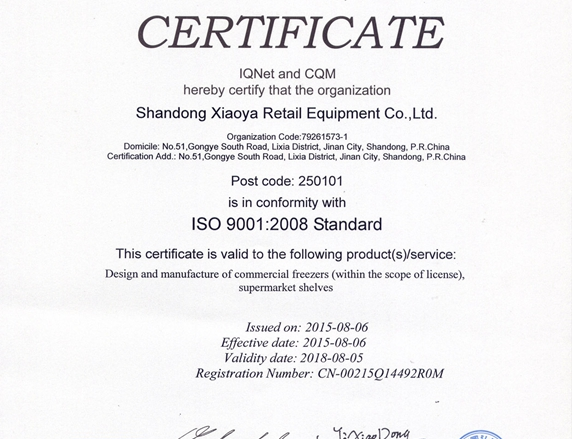 CERTIFICATE
IQNet and CQM
hereby certify that the organization
Shandong Xiaoya Retail Equipment Co.,Ltd.
Organization Code:79261573-1
Domicile: No.51,Gongye South Road, Lixia District, Jinan City, Shandong, P.R.China
Certification Add.: No.51,Gongye South Road, Lixia District, Jinan City, Shandong, P.R.China
Post code: 250101
is in conformity with
ISO 9001:2008 Standard
This certificate is valid to the following product(s)/service:
Design and manufacture of commercial freezers (within the scope of license),
supermarket shelves
Issued on: 2015-08-06
Effective date: 2015-08-06
Validity date: 2018-08-05
Registration Number: CN-00215Q14492R0M